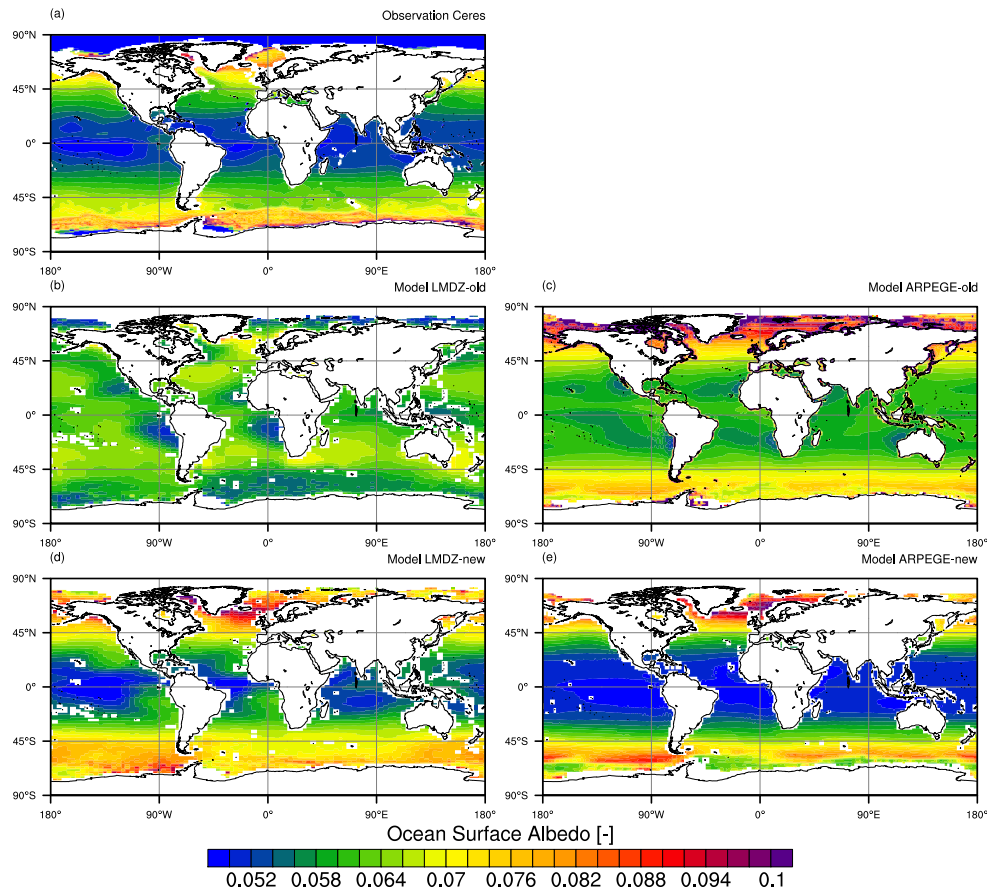 (a) Observation Ceres
90°N
45°N
0°
45°S
90°S
180° 90°W 0° 90°E 180°
(b) Model LMDZ-old
90°N
45°N
0°
45°S
90°S
180° 90°W 0° 90°E 180°
(c) Model ARPEGE-old
90°N
45°N
0°
45°S
90°S
180° 90°W 0° 90°E 180°
(d) Model LMDZ-new
90°N
45°N
0°
45°S
90°S
180° 90°W 0° 90°E 180°
(e) Model ARPEGE-new
90°N
45°N
0°
45°S
90°S
180° 90°W 0° 90°E 180°
Ocean Surface Albedo [-]
0.052 0.058 0.064 0.07 0.076 0.082 0.088 0.094 0.1